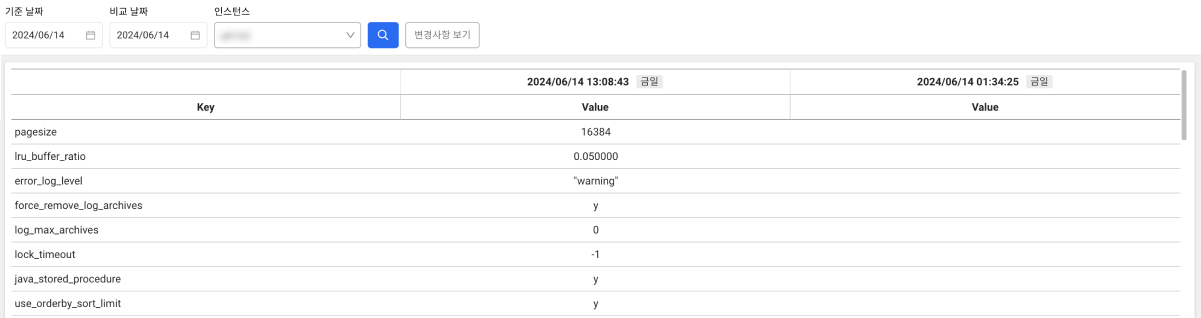 기준 날짜 비교 날짜 인스턴스
2024/06/14 2024/06/14 변경사항 보기
2024/06/14 13:08:43 금일 2024/06/14 01:34:25 금일
Key Value Value
pagesize 16384
lru_buffer_ratio 0.050000
error_log_level "warning"
force_remove_log_archives y
log_max_archives 0
lock_timeout -1
java_stored_procedure y
use_orderby_sort_limit y